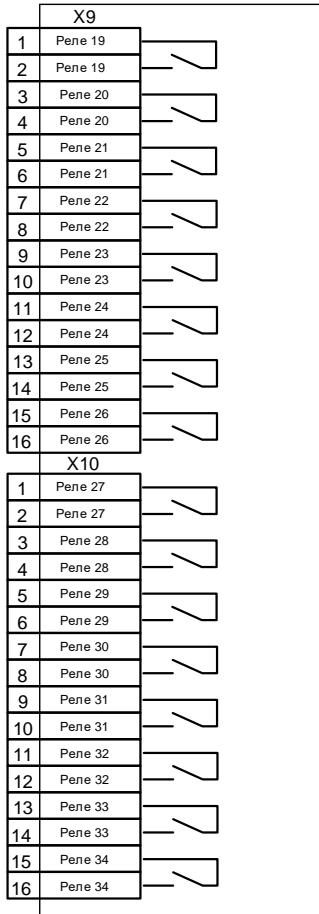 X9
1 Реле 19
2 Реле 19
3 Реле 20
4 Реле 20
5 Реле 21
6 Реле 21
7 Реле 22
8 Реле 22
9 Реле 23
10 Реле 23
11 Реле 24
12 Реле 24
13 Реле 25
14 Реле 25
15 Реле 26
16 Реле 26
X10
1 Реле 27
2 Реле 27
3 Реле 28
4 Реле 28
5 Реле 29
6 Реле 29
7 Реле 30
8 Реле 30
9 Реле 31
10 Реле 31
11 Реле 32
12 Реле 32
13 Реле 33
14 Реле 33
15 Реле 34
16 Реле 34